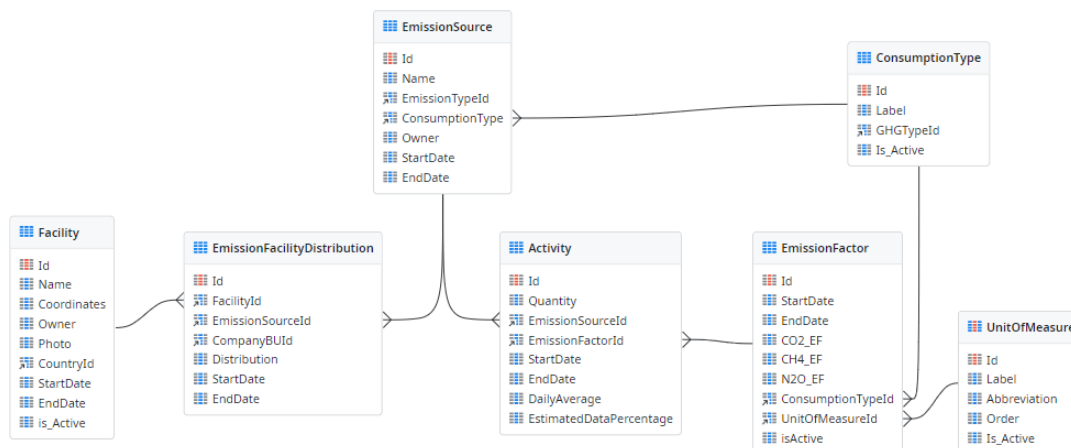 EmissionSource
Id
Name
EmissionTypeId
ConsumptionType
Owner
StartDate
EndDate
ConsumptionType
Id
Label
GHGTypeId
Is_Active
Facility
Id
Name
Coordinates
Owner
Photo
CountryId
StartDate
EndDate
is_Active
EmissionFacilityDistribution
Id
FacilityId
EmissionSourceId
CompanyBUId
Distribution
StartDate
EndDate
Activity
Id
Quantity
EmissionSourceId
EmissionFactorId
StartDate
EndDate
DailyAverage
EstimatedDataPercentage
EmissionFactor
Id
StartDate
EndDate
CO2_EF
CH4_EF
N2O_EF
ConsumptionTypeId
UnitOfMeasureId
isActive
UnitOfMeasure
Id
Label
Abbreviation
Order
Is_Active